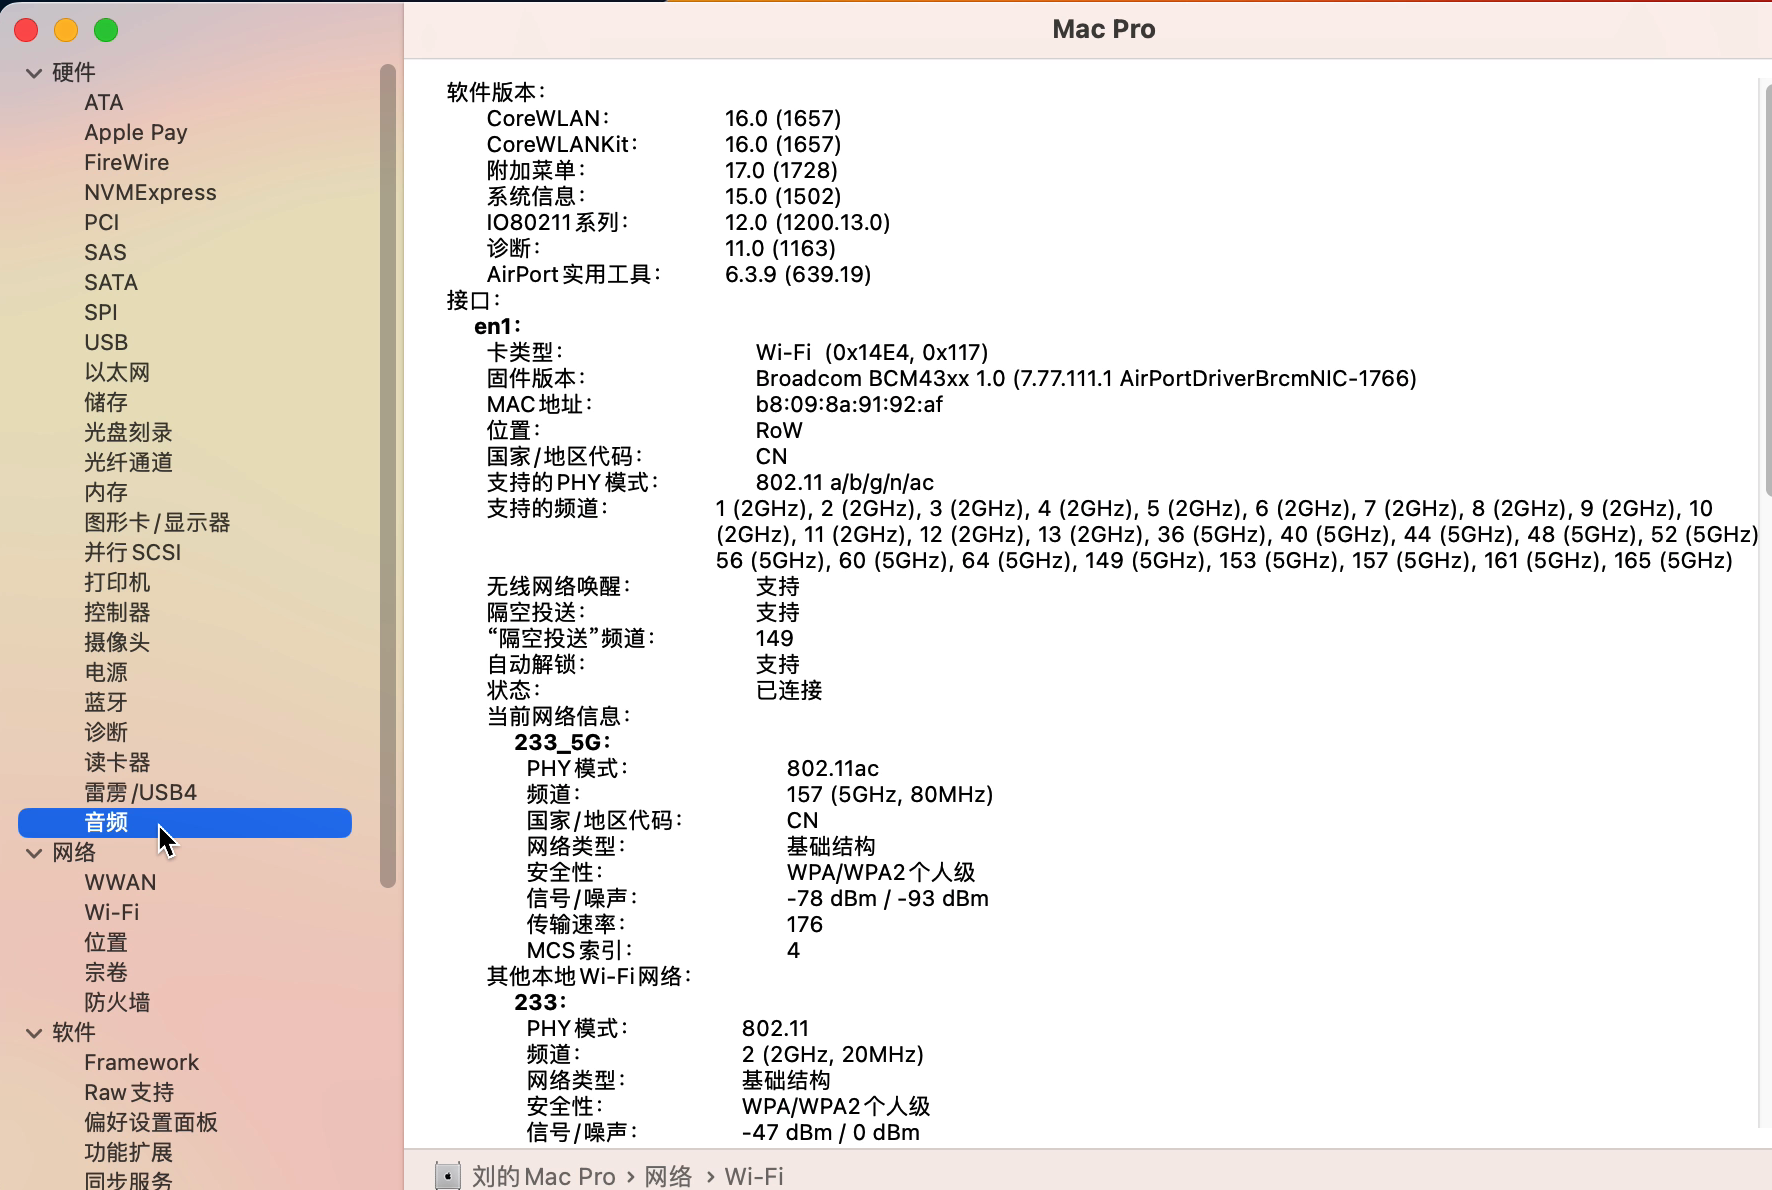 Mac Pro
硬件
ATA
Apple Pay
FireWire
NVMExpress
PCI
SAS
SATA
SPI
USB
以太网
储存
光盘刻录
光纤通道
内存
图形卡/显示器
并行SCSI
打印机
控制器
摄像头
电源
蓝牙
诊断
读卡器
雷雳/USB4
音频
网络
WWAN
Wi-Fi
位置
宗卷
防火墙
软件
Framework
Raw支持
偏好设置面板
功能扩展
同步服务
软件版本：
CoreWLAN： 16.0 (1657)
CoreWLANKit： 16.0 (1657)
附加菜单： 17.0 (1728)
系统信息： 15.0 (1502)
IO80211系列： 12.0 (1200.13.0)
诊断： 11.0 (1163)
AirPort实用工具： 6.3.9 (639.19)
接口：
en1：
卡类型： Wi-Fi (0x14E4, 0x117)
固件版本： Broadcom BCM43xx 1.0 (7.77.111.1 AirPortDriverBrcmNIC-1766)
MAC地址： b8:09:8a:91:92:af
位置： RoW
国家/地区代码： CN
支持的PHY模式： 802.11 a/b/g/n/ac
支持的频道： 1 (2GHz), 2 (2GHz), 3 (2GHz), 4 (2GHz), 5 (2GHz), 6 (2GHz), 7 (2GHz), 8 (2GHz), 9 (2GHz), 10
(2GHz), 11 (2GHz), 12 (2GHz), 13 (2GHz), 36 (5GHz), 40 (5GHz), 44 (5GHz), 48 (5GHz), 52 (5GHz)
56 (5GHz), 60 (5GHz), 64 (5GHz), 149 (5GHz), 153 (5GHz), 157 (5GHz), 161 (5GHz), 165 (5GHz)
无线网络唤醒： 支持
隔空投送： 支持
“隔空投送”频道： 149
自动解锁： 支持
状态： 已连接
当前网络信息：
233_5G：
PHY模式： 802.11ac
频道： 157 (5GHz, 80MHz)
国家/地区代码： CN
网络类型： 基础结构
安全性： WPA/WPA2个人级
信号/噪声： -78 dBm / -93 dBm
传输速率： 176
MCS索引： 4
其他本地Wi-Fi网络：
233：
PHY模式： 802.11
频道： 2 (2GHz, 20MHz)
网络类型： 基础结构
安全性： WPA/WPA2个人级
信号/噪声： -47 dBm / 0 dBm
刘的Mac Pro › 网络 › Wi-Fi